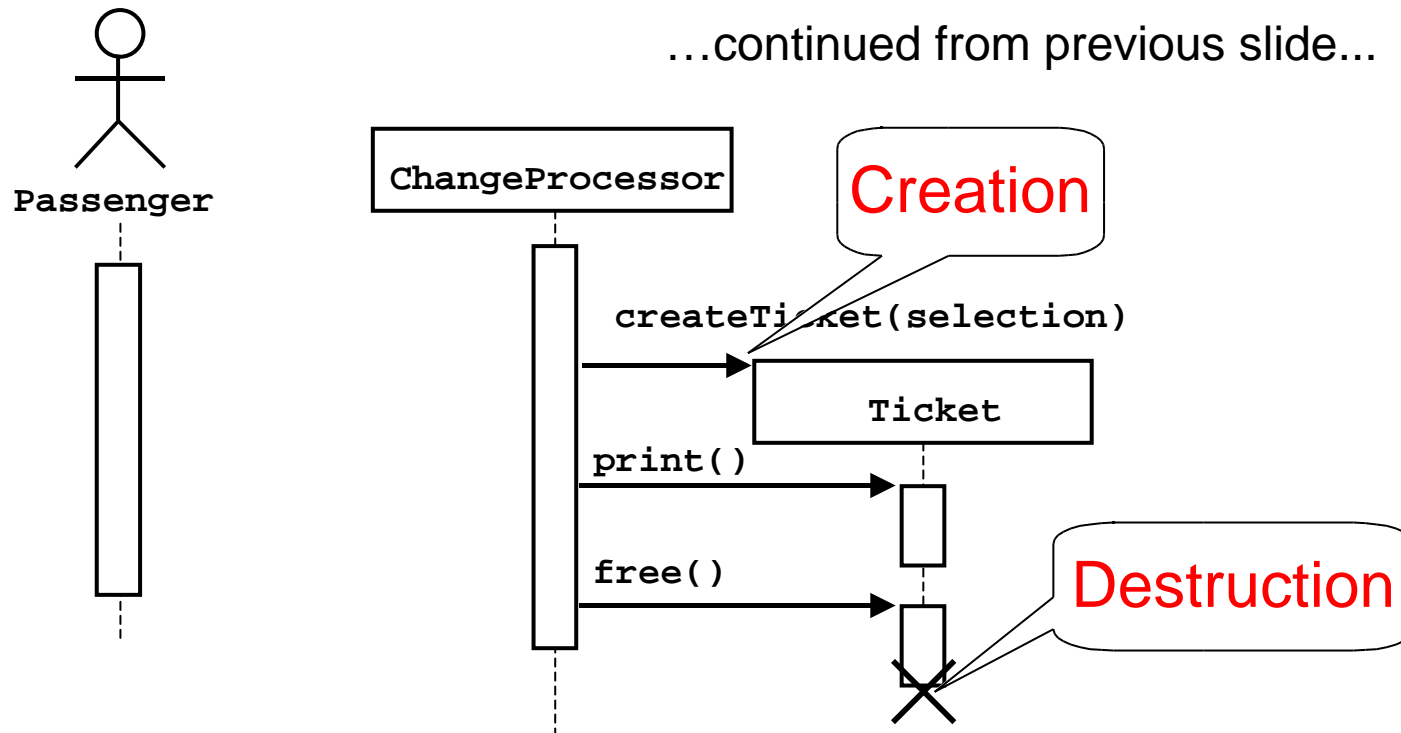 …continued from previous slide...
Passenger
ChangeProcessor
Creation
createTicket(selection)
Ticket
print()
free()
Destruction